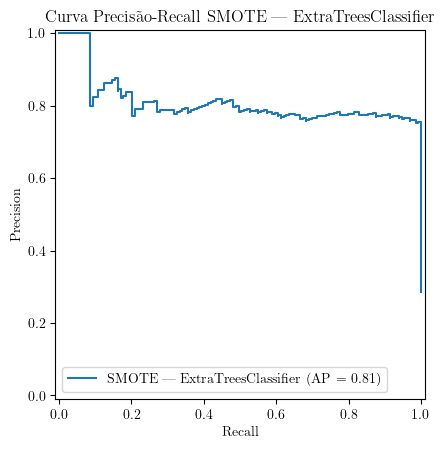 Curva Precisão-Recall SMOTE — ExtraTreesClassifier
1.0
0.8
0.6
0.4
0.2
0.0
Precision
SMOTE — ExtraTreesClassifier (AP = 0.81)
0.0 0.2 0.4 0.6 0.8 1.0
Recall